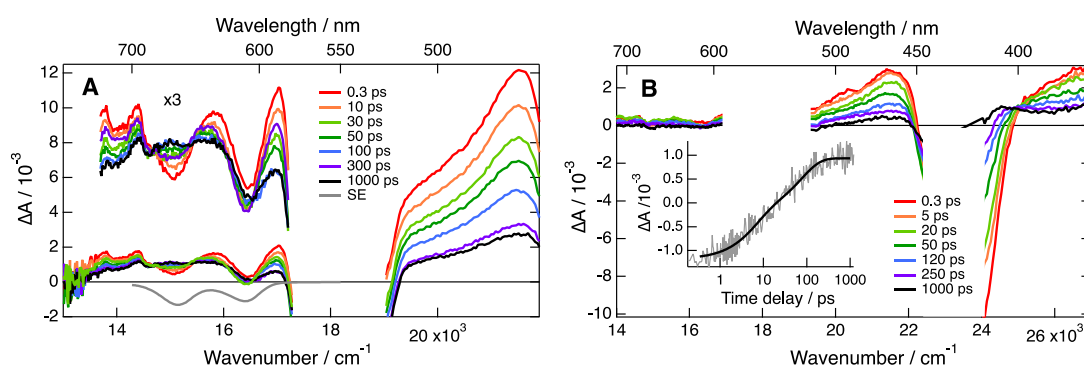 Wavelength / nm
700
650
600
550
500
A
x3
0.3 ps
10 ps
30 ps
50 ps
100 ps
300 ps
1000 ps
SE
ΔA / 10⁻³
12
10
8
6
4
2
0
-2
14
16
18
20 x10³
Wavenumber / cm⁻¹
Wavelength / nm
700
600
500
450
400
B
ΔA / 10⁻³
2
0
-2
-4
-6
-8
-10
ΔA /10⁻³
1.0
0.5
0.0
-0.5
-1.0
1
10
100
1000
Time delay / ps
0.3 ps
5 ps
20 ps
50 ps
120 ps
250 ps
1000 ps
14
16
18
20
22
24
26 x10³
Wavenumber / cm⁻¹